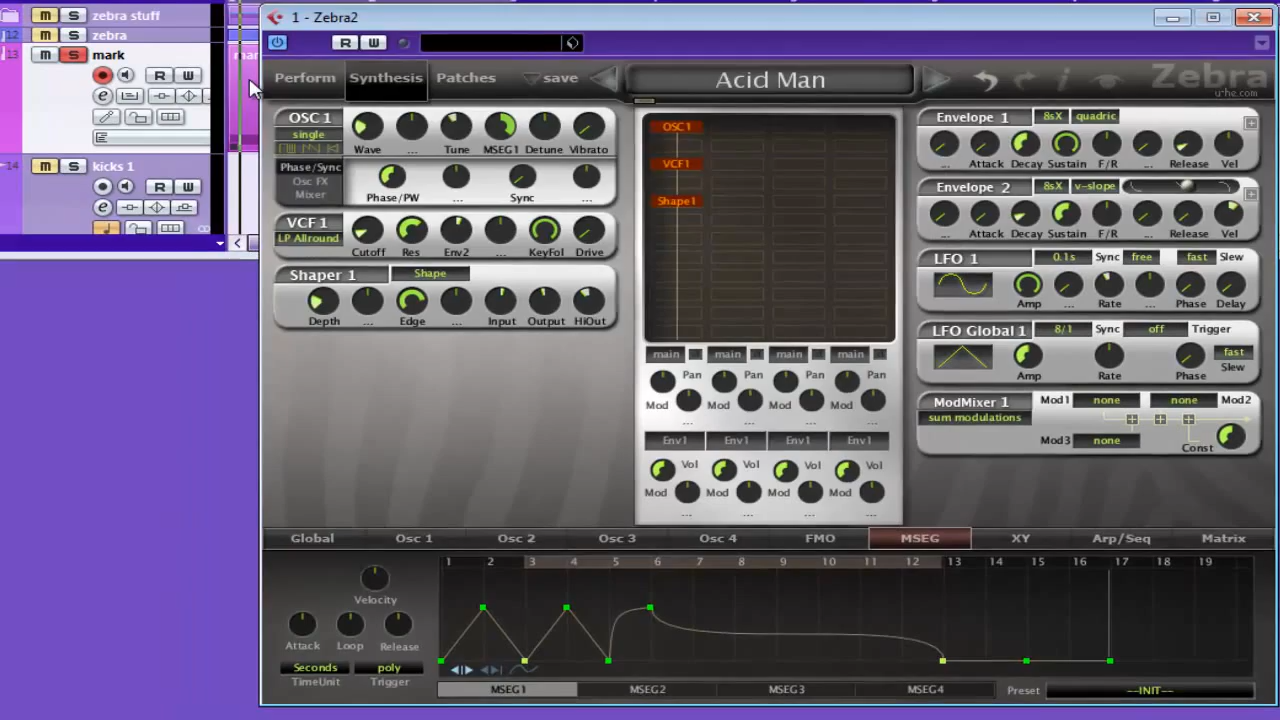 M S zebra stuff
12 M S zebra
13 M S mark
R W
e
14 M S kicks 1
R W
e
1 - Zebra2
R W
Perform Synthesis Patches save Acid Man Zebra
u-he.com
OSC 1
single
Wave ... Tune MSEG1 Detune Vibrato
Phase/Sync
Osc FX
Mixer
Phase/PW ... Sync ...
VCF 1
LP Allround
Cutoff Res Env2 KeyFol Drive
Shaper 1 Shape
Depth ... Edge ... Input Output HiOut
OSC1
VCF1
Shape1
main main main main
Pan Pan Pan Pan
Mod Mod Mod Mod
... ... ... ...
Env1 Env1 Env1 Env1
Vol Vol Vol Vol
Mod Mod Mod Mod
... ... ... ...
Envelope 1 8sX quadric
... Attack Decay Sustain F/R ... Release Vel
Envelope 2 8sX v-slope
... Attack Decay Sustain F/R ... Release Vel
LFO 1 0.1s Sync free fast Slew
Amp ... Rate ... Phase Delay
LFO Global 1 8/1 Sync off Trigger
fast
Amp Rate Phase Slew
ModMixer 1 Mod1 none none Mod2
sum modulations
Mod3 none Const
Global Osc 1 Osc 2 Osc 3 Osc 4 FMO MSEG XY Arp/Seq Matrix
1 2 3 4 5 6 7 8 9 10 11 12 13 14 15 16 17 18 19
Velocity
Attack Loop Release
Seconds poly
TimeUnit Trigger
MSEG1 MSEG2 MSEG3 MSEG4 Preset --INIT--